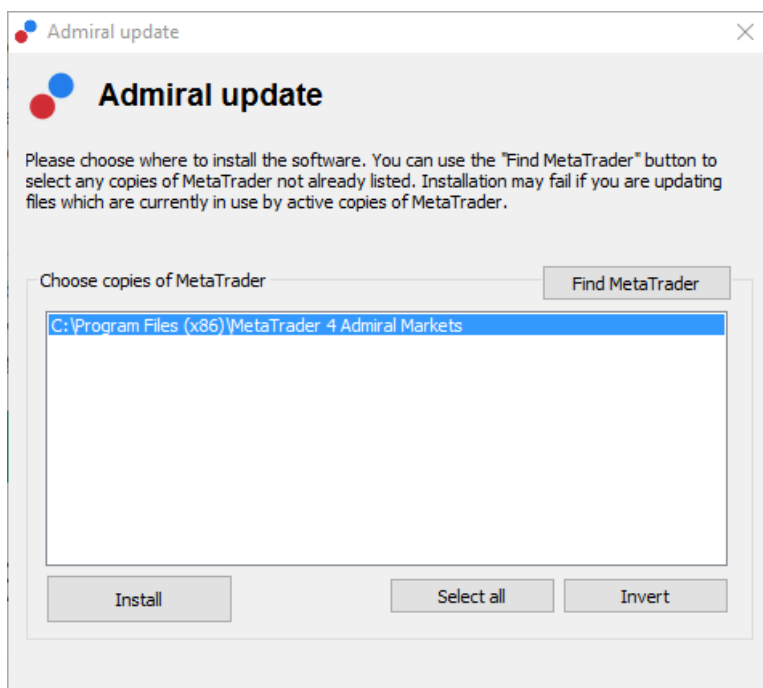 Admiral update
Admiral update
Please choose where to install the software. You can use the "Find MetaTrader" button to
select any copies of MetaTrader not already listed. Installation may fail if you are updating
files which are currently in use by active copies of MetaTrader.
Choose copies of MetaTrader
Find MetaTrader
C:\Program Files (x86)\MetaTrader 4 Admiral Markets
Install
Select all
Invert